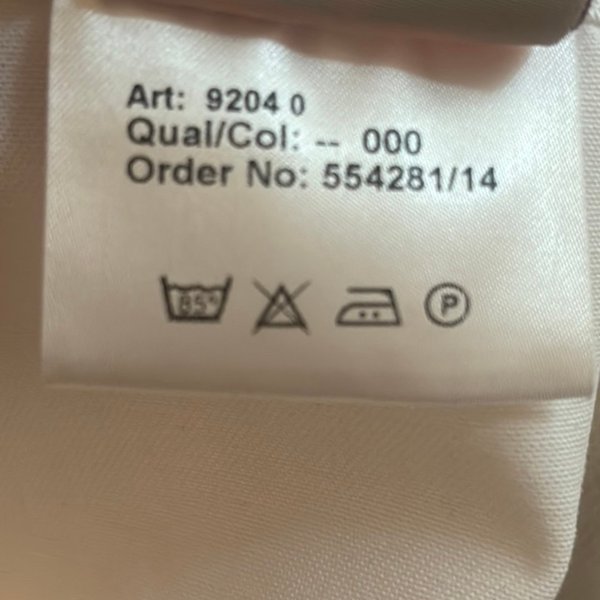 Art: 9204 0
Qual/Col: -- 000
Order No: 554281/14
85°
P